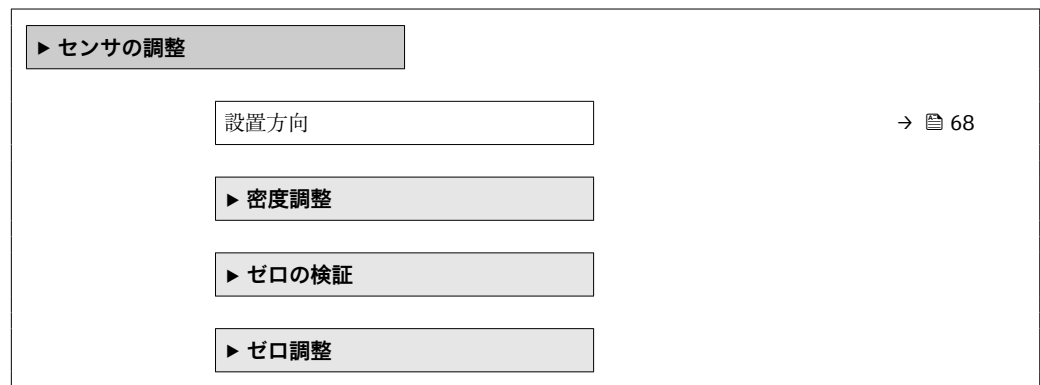 ▶ センサの調整
設置方向 → 68
▶ 密度調整
▶ ゼロの検証
▶ ゼロ調整